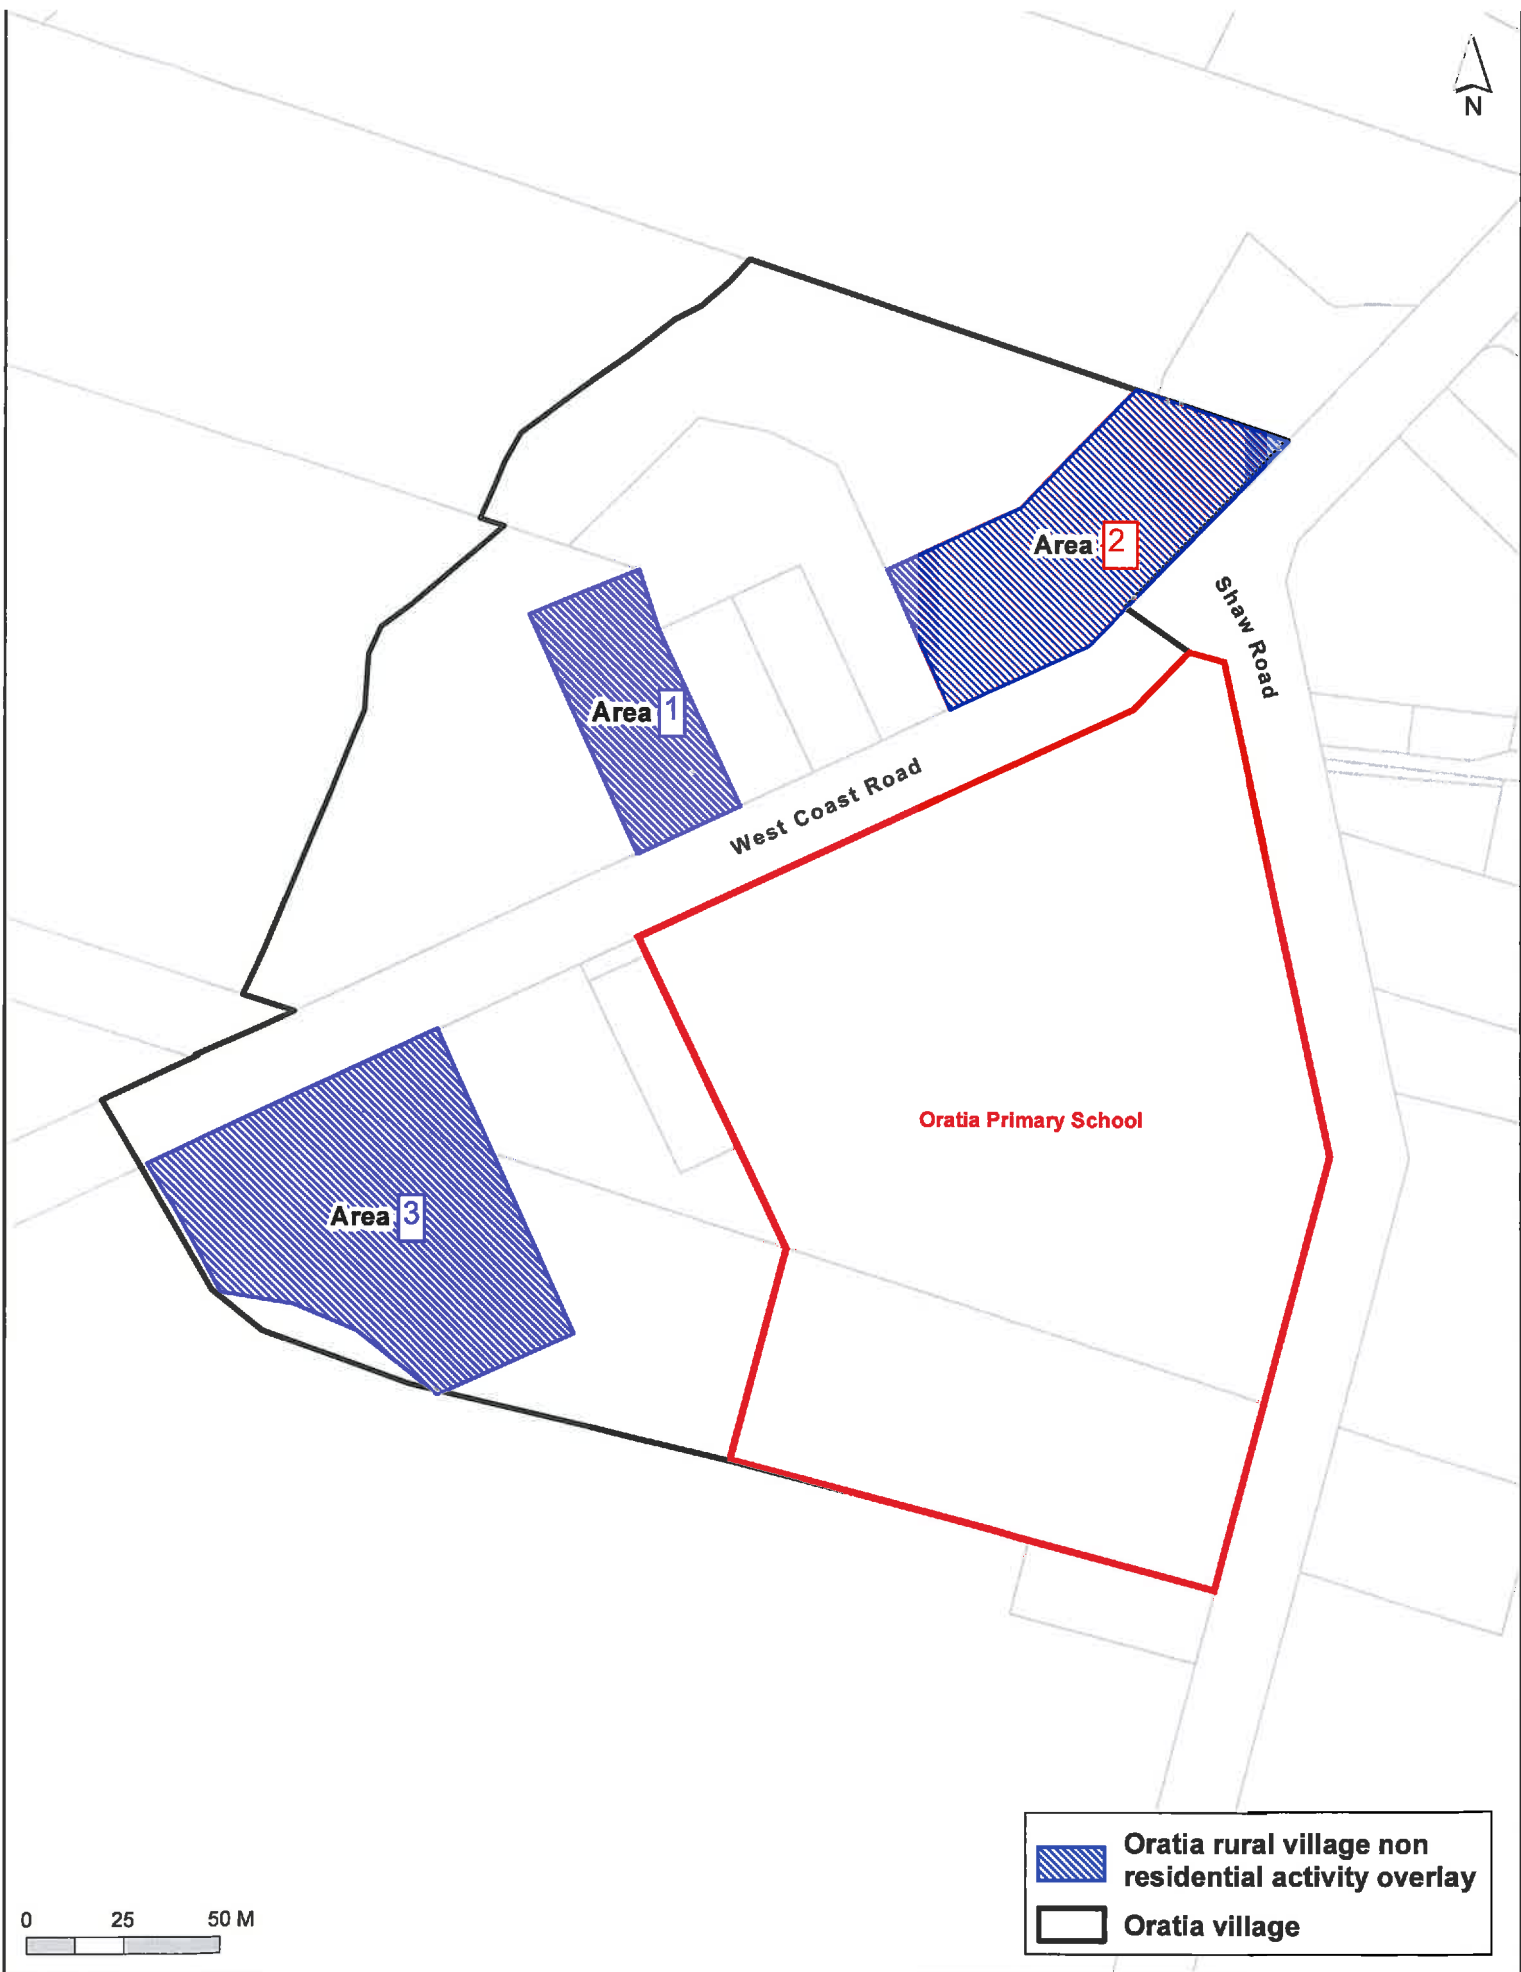 N
Area 2
Shaw Road
Area 1
West Coast Road
Oratia Primary School
Area 3
Oratia rural village non
residential activity overlay
Oratia village
0 25 50 M